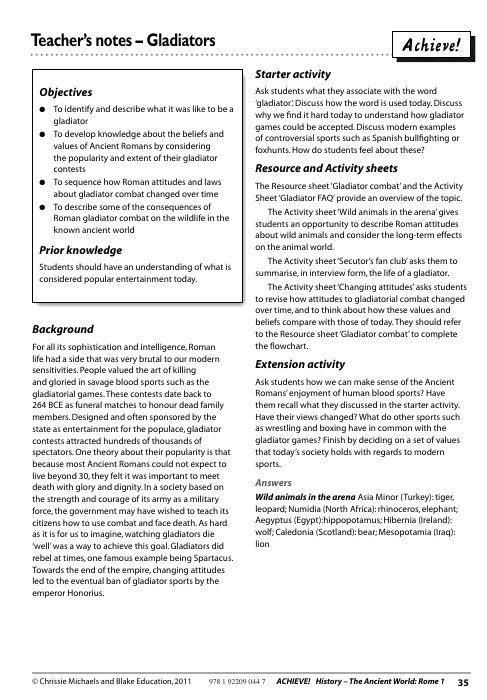 Teacher's notes – Gladiators
Achieve!
Objectives
● To identify and describe what it was like to be a
gladiator
● To develop knowledge about the beliefs and
values of Ancient Romans by considering
the popularity and extent of their gladiator
contests
● To sequence how Roman attitudes and laws
about gladiator combat changed over time
● To describe some of the consequences of
Roman gladiator combat on the wildlife in the
known ancient world
Prior knowledge
Students should have an understanding of what is
considered popular entertainment today.
Background
For all its sophistication and intelligence, Roman
life had a side that was very brutal to our modern
sensitivities. People valued the art of killing
and gloried in savage blood sports such as the
gladiatorial games. These contests date back to
264 BCE as funeral matches to honour dead family
members. Designed and often sponsored by the
state as entertainment for the populace, gladiator
contests attracted hundreds of thousands of
spectators. One theory about their popularity is that
because most Ancient Romans could not expect to
live beyond 30, they felt it was important to meet
death with glory and dignity. In a society based on
the strength and courage of its army as a military
force, the government may have wished to teach its
citizens how to use combat and face death. As hard
as it is for us to imagine, watching gladiators die
'well' was a way to achieve this goal. Gladiators did
rebel at times, one famous example being Spartacus.
Towards the end of the empire, changing attitudes
led to the eventual ban of gladiator sports by the
emperor Honorius.
Starter activity
Ask students what they associate with the word
'gladiator'. Discuss how the word is used today. Discuss
why we find it hard today to understand how gladiator
games could be accepted. Discuss modern examples
of controversial sports such as Spanish bullfighting or
foxhunts. How do students feel about these?
Resource and Activity sheets
The Resource sheet 'Gladiator combat' and the Activity
Sheet 'Gladiator FAQ' provide an overview of the topic.
The Activity sheet 'Wild animals in the arena' gives
students an opportunity to describe Roman attitudes
about wild animals and consider the long-term effects
on the animal world.
The Activity sheet 'Secutor's fan club' asks them to
summarise, in interview form, the life of a gladiator.
The Activity sheet 'Changing attitudes' asks students
to revise how attitudes to gladiatorial combat changed
over time, and to think about how these values and
beliefs compare with those of today. They should refer
to the Resource sheet 'Gladiator combat' to complete
the flowchart.
Extension activity
Ask students how we can make sense of the Ancient
Romans' enjoyment of human blood sports? Have
them recall what they discussed in the starter activity.
Have their views changed? What do other sports such
as wrestling and boxing have in common with the
gladiator games? Finish by deciding on a set of values
that today's society holds with regards to modern
sports.
Answers
Wild animals in the arena Asia Minor (Turkey): tiger,
leopard; Numidia (North Africa): rhinoceros, elephant;
Aegyptus (Egypt):hippopotamus; Hibernia (Ireland):
wolf; Caledonia (Scotland): bear; Mesopotamia (Iraq):
lion
© Chrissie Michaels and Blake Education, 2011 978 1 92209 044 7 ACHIEVE! History – The Ancient World: Rome 1 35